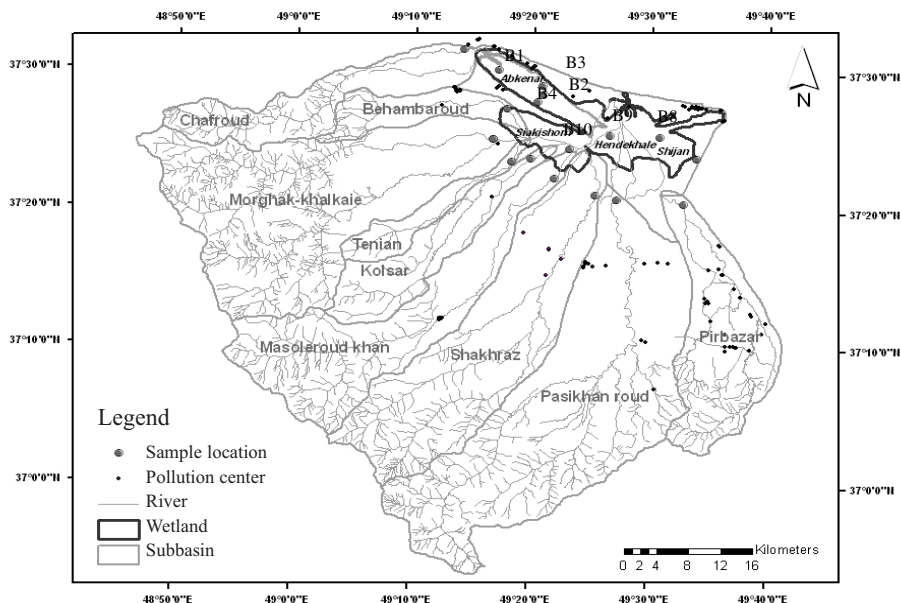 48°50'0"E 49°0'0"E 49°10'0"E 49°20'0"E 49°30'0"E 49°40'0"E
37°30'0"N
37°30'0"N
37°20'0"N
37°20'0"N
37°10'0"N
37°10'0"N
37°0'0"N
37°0'0"N
N
B1
B3
Abkenar
B2
B4
Behambaroud
Chafroud
B9
B8
B10
Siakishom
Hendekhale
Shijan
Morghak-khalkaie
Tenian
Kolsar
Masoleroud khan
Shakhraz
Pirbazar
Pasikhan roud
Legend
Sample location
Pollution center
River
Wetland
Subbasin
Kilometers
0 2 4 8 12 16
48°50'0"E 49°0'0"E 49°10'0"E 49°20'0"E 49°30'0"E 49°40'0"E